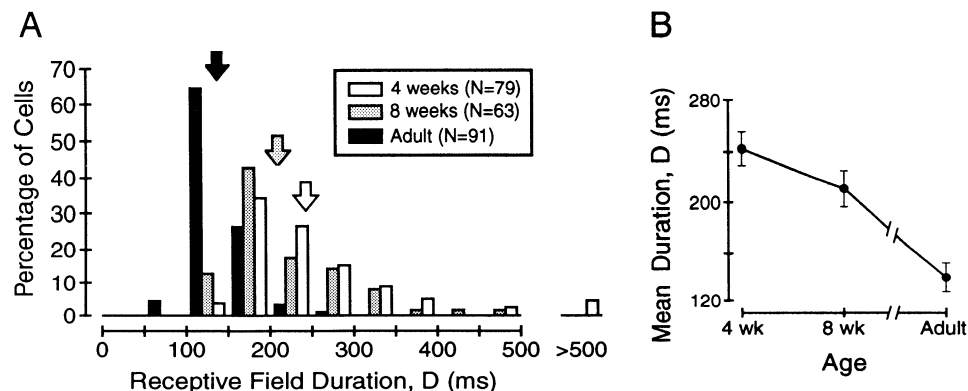 A
Percentage of Cells
70
60
50
40
30
20
10
0
4 weeks (N=79)
8 weeks (N=63)
Adult (N=91)
0 100 200 300 400 500 >500
Receptive Field Duration, D (ms)
B
Mean Duration, D (ms)
280
200
120
4 wk 8 wk Adult
Age